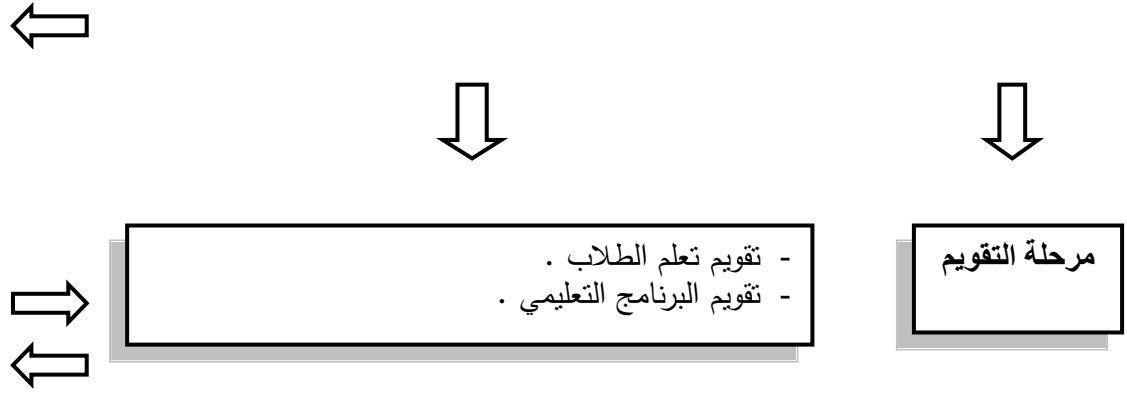 مرحلة التقويم
- تقويم تعلم الطلاب .
- تقويم البرنامج التعليمي .